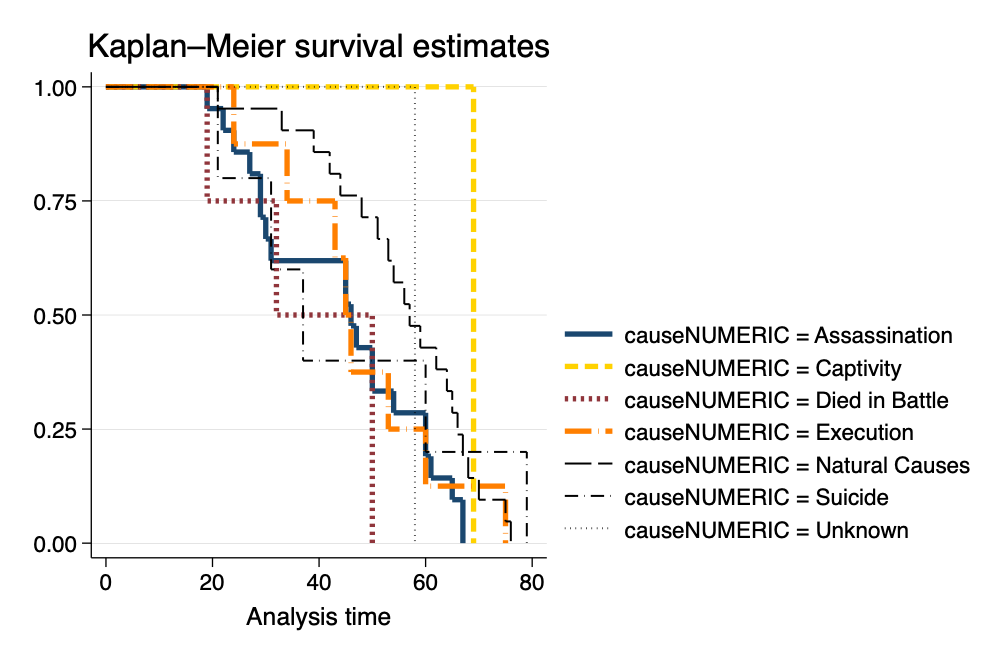 Kaplan–Meier survival estimates
1.00
0.75
0.50
0.25
0.00
0 20 40 60 80
Analysis time
causeNUMERIC = Assassination
causeNUMERIC = Captivity
causeNUMERIC = Died in Battle
causeNUMERIC = Execution
causeNUMERIC = Natural Causes
causeNUMERIC = Suicide
causeNUMERIC = Unknown